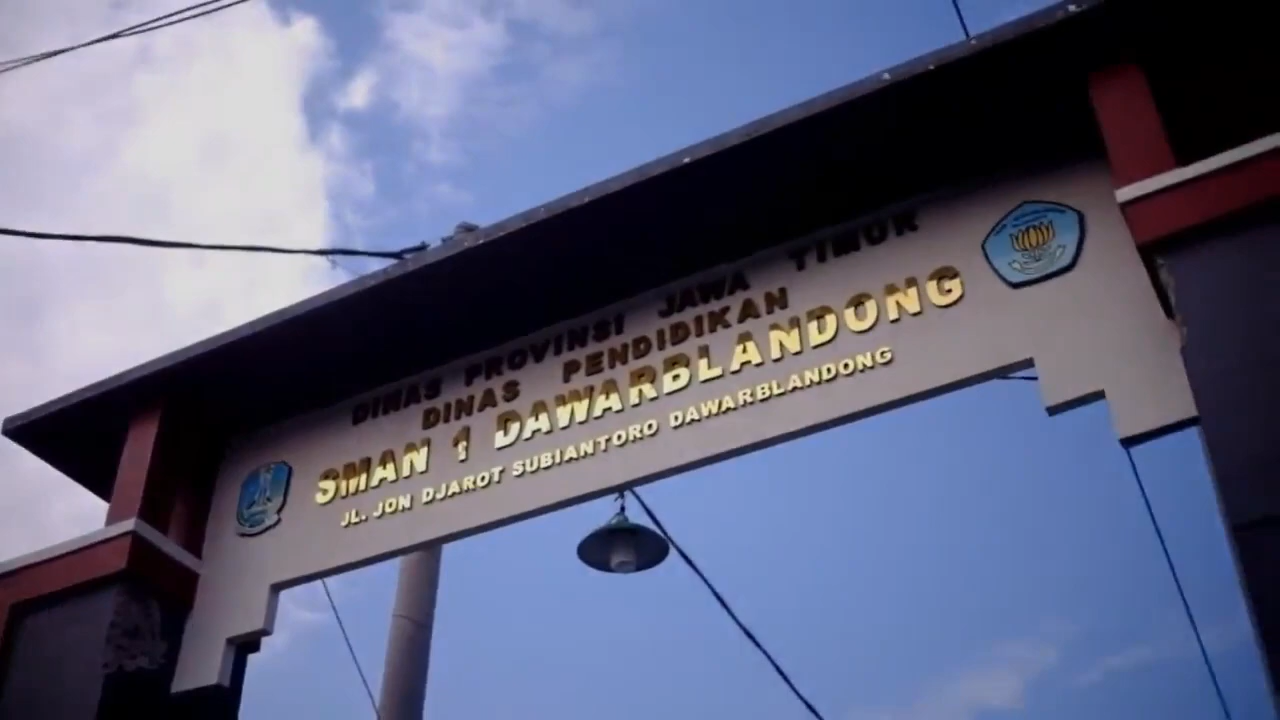 DINAS PROVINSI JAWA TIMUR
DINAS PENDIDIKAN
SMAN 1 DAWARBLANDONG
JL. JON DJAROT SUBIANTORO DAWARBLANDONG